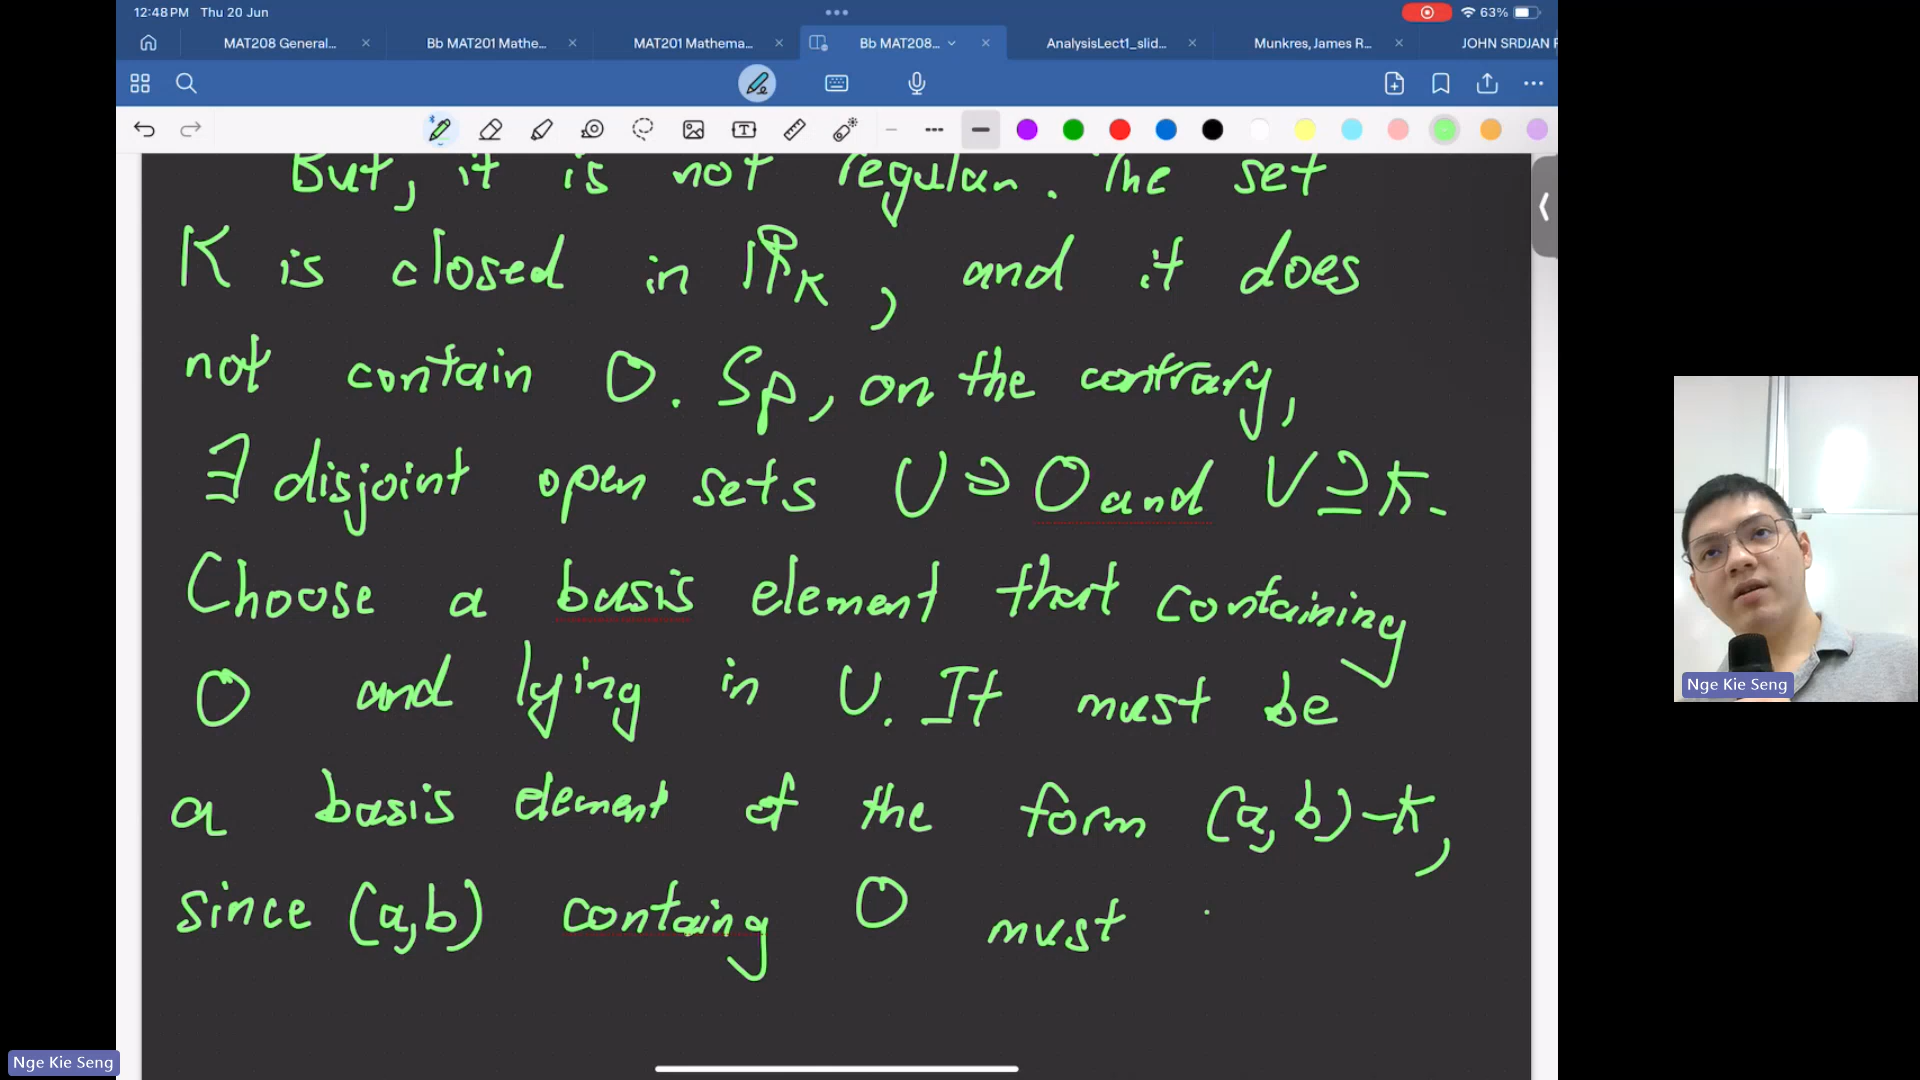 12:48 PM Thu 20 Jun
63%
MAT208 General...
Bb MAT201 Mathe...
MAT201 Mathema...
Bb MAT208...
AnalysisLect1_slid...
Munkres, James R...
JOHN SRDJAN P
But, it is not regular. The set
K is closed in ℝₖ, and it does
not contain 0. Sp, on the contrary,
∃ disjoint open sets U ∋ 0 and V ⊇ K.
Choose a basis element that containing
0 and lying in U. It must be
a basis element of the form (a,b)-K,
since (a,b) containg 0 must
Nge Kie Seng
Nge Kie Seng